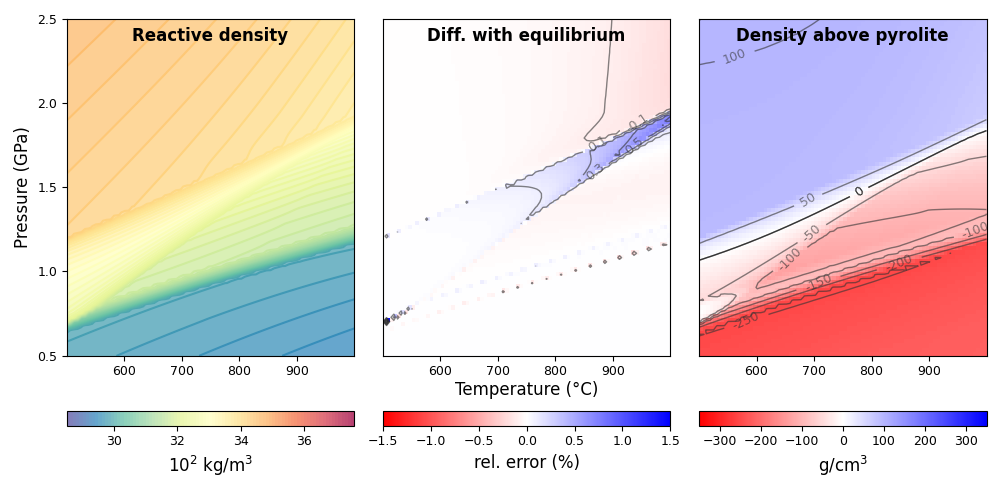 Reactive density
Diff. with equilibrium
Density above pyrolite
2.5
2.0
1.5
1.0
0.5
Pressure (GPa)
600 700 800 900
600 700 800 900
600 700 800 900
Temperature (°C)
-0.1
-0.5
-0.3
100
50
0
-50
-100
-100
-200
-150
-250
30 32 34 36
10² kg/m³
−1.5 −1.0 −0.5 0.0 0.5 1.0 1.5
rel. error (%)
−300 −200 −100 0 100 200 300
g/cm³